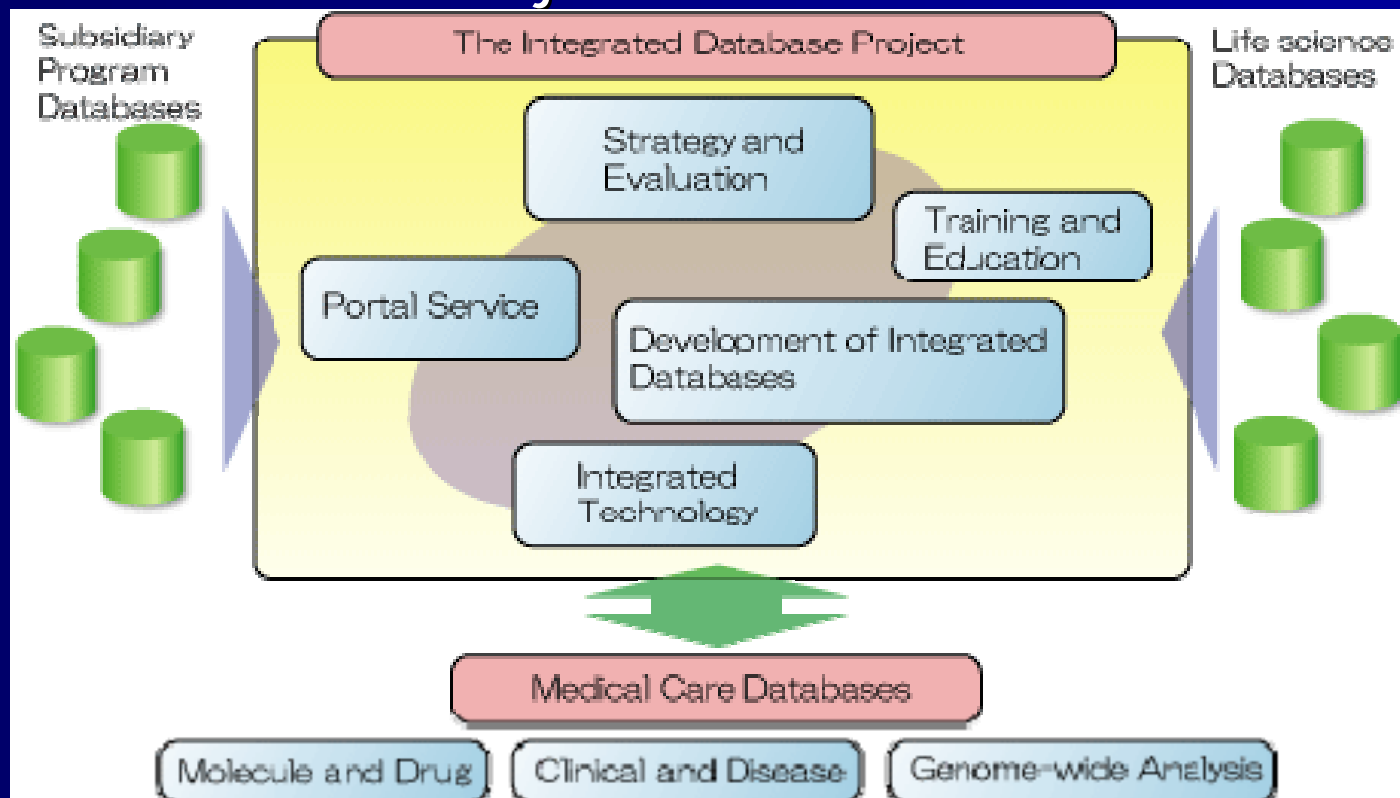 Subsidiary
Program
Databases
The Integrated Database Project
Life science
Databases
Strategy and
Evaluation
Training and
Education
Portal Service
Development of Integrated
Databases
Integrated
Technology
Medical Care Databases
Molecule and Drug
Clinical and Disease
Genome-wide Analysis